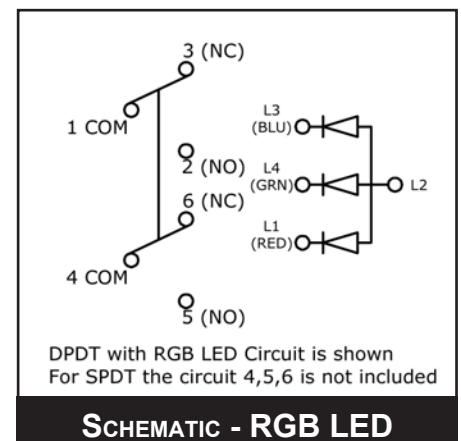 3 (NC)
1 COM
2 (NO)
6 (NC)
4 COM
5 (NO)
L3
(BLU)
L4
(GRN)
L2
L1
(RED)
DPDT with RGB LED Circuit is shown
For SPDT the circuit 4,5,6 is not included
SCHEMATIC - RGB LED